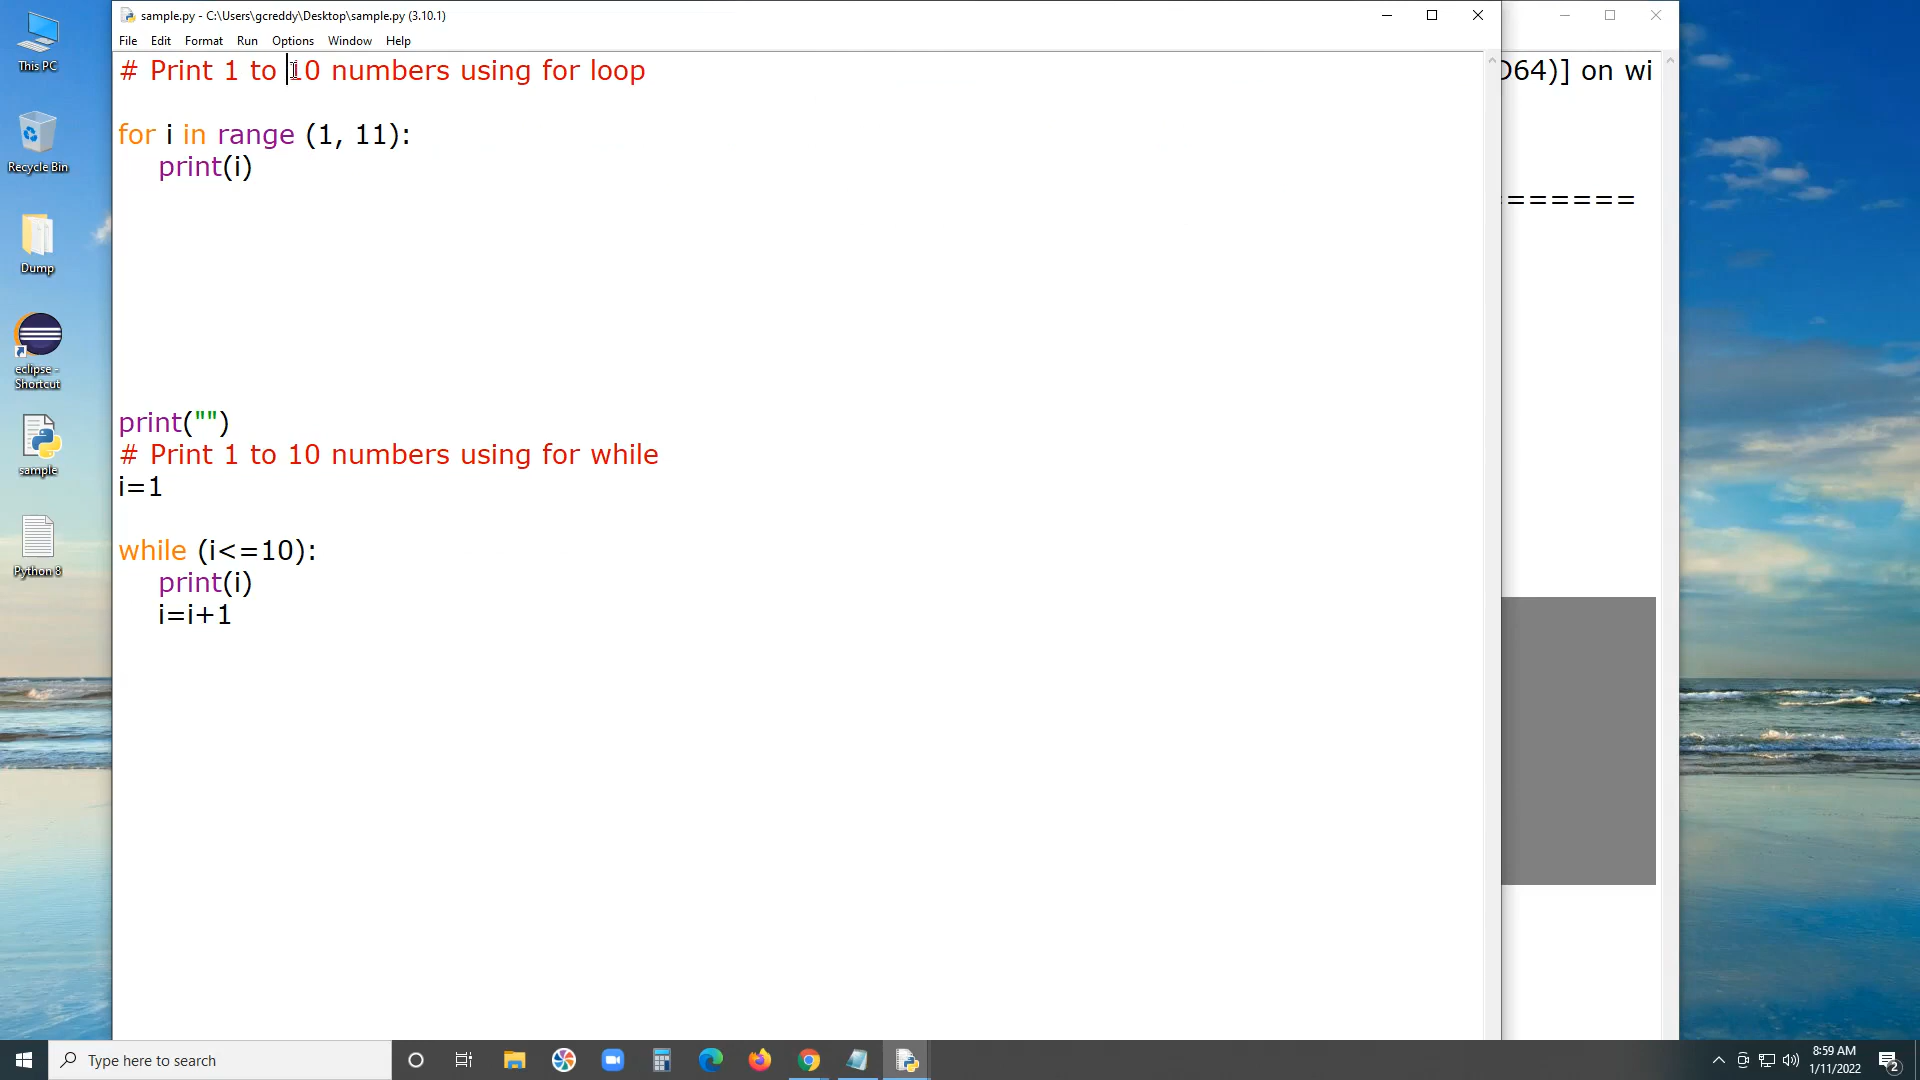 This PC
Recycle Bin
Dump
eclipse -
Shortcut
sample
Python 8
sample.py - C:\Users\gcreddy\Desktop\sample.py (3.10.1)
File Edit Format Run Options Window Help
# Print 1 to 10 numbers using for loop
for i in range (1, 11):
print(i)
print("")
# Print 1 to 10 numbers using for while
i=1
while (i<=10):
print(i)
i=i+1
D64)] on wi
=======
Type here to search
8:59 AM
1/11/2022
2